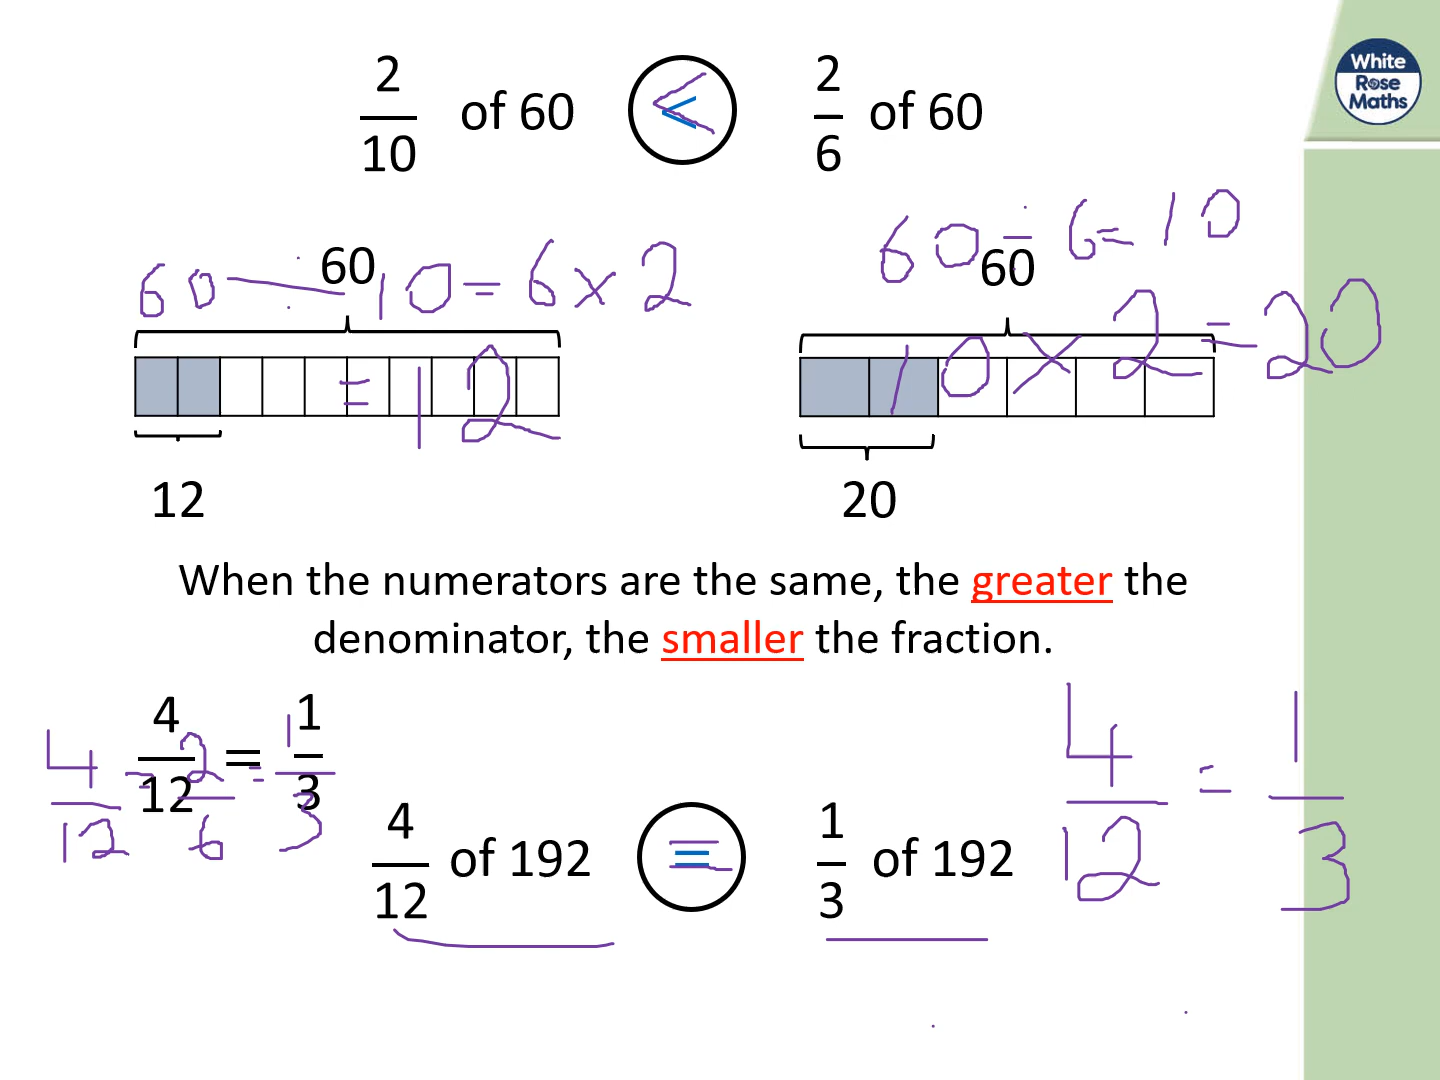 2/10 of 60 < 2/6 of 60
White
Rose
Maths
60 ÷ 10 = 6 × 2
= 12
60
12
60 ÷ 6 = 10
10 × 2 = 20
60
20
When the numerators are the same, the greater the
denominator, the smaller the fraction.
4/12 = 1/3
4/12 = 2/6 = 1/3
4/12 of 192 = 1/3 of 192
4/12 = 1/3